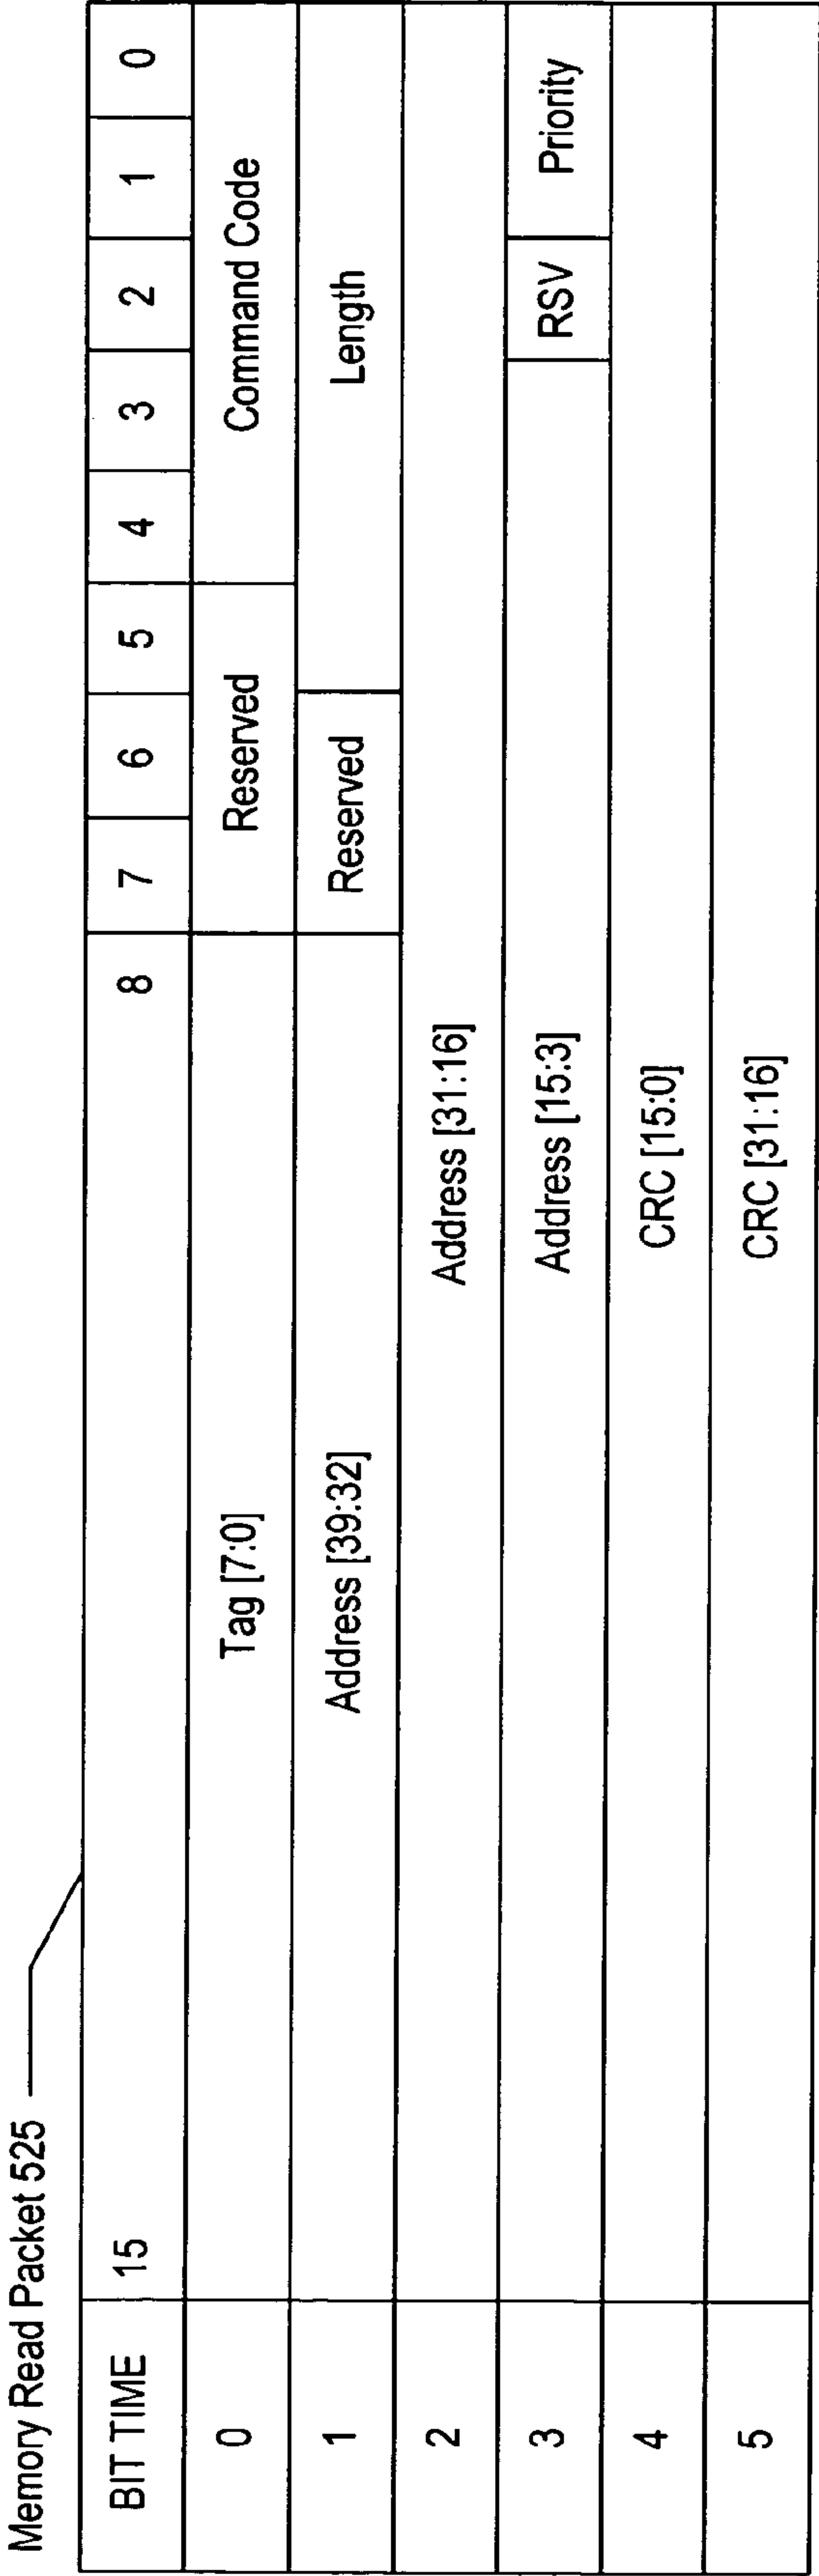 Memory Read Packet 525
BIT TIME 15 8 7 6 5 4 3 2 1 0
0 Tag [7:0] Reserved Command Code
1 Address [39:32] Reserved Length
2 Address [31:16]
3 Address [15:3] RSV Priority
4 CRC [15:0]
5 CRC [31:16]